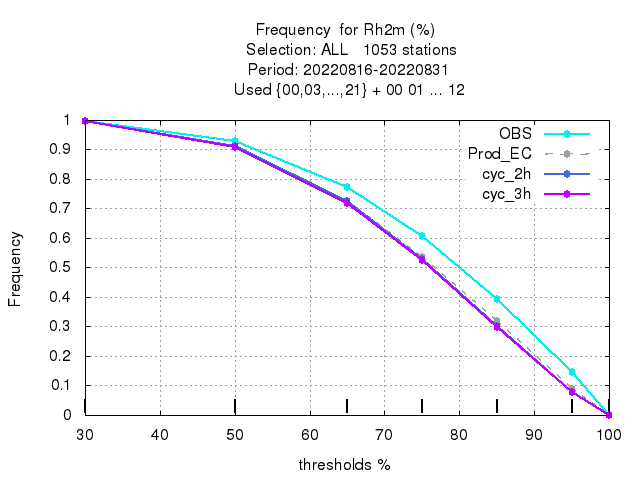 Frequency  for Rh2m (%)
Selection: ALL   1053 stations
Period: 20220816-20220831
Used {00,03,...,21} + 00 01 ... 12
OBS
Prod_EC
cyc_2h
cyc_3h
1
0.9
0.8
0.7
0.6
0.5
0.4
0.3
0.2
0.1
0
Frequency
30 40 50 60 70 80 90 100
thresholds %